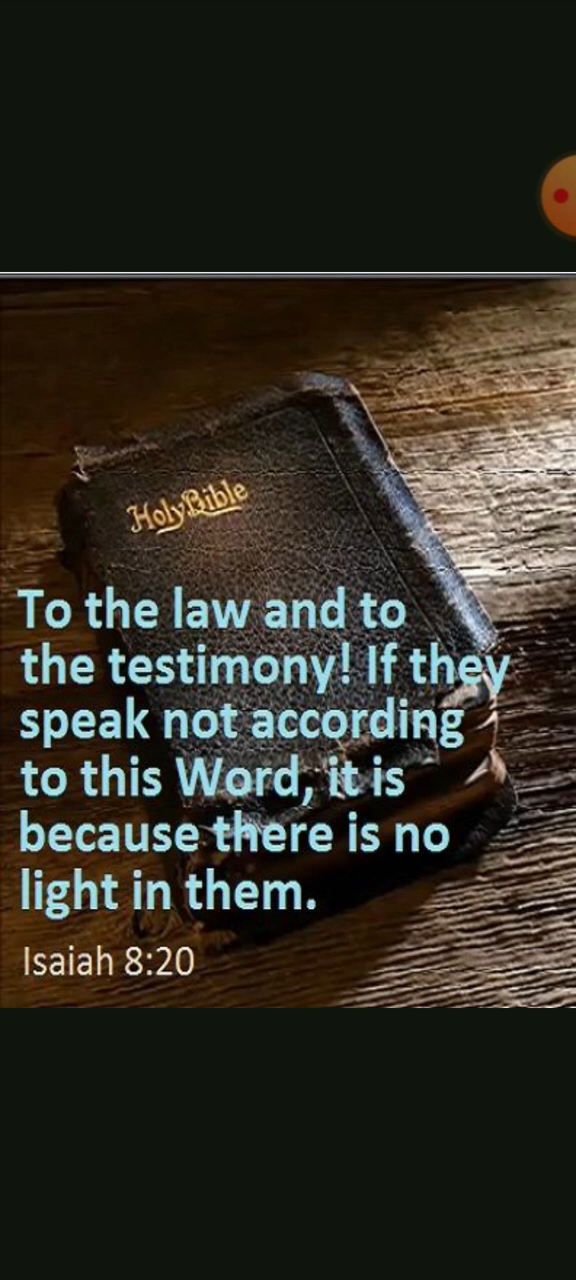 Holy Bible
To the law and to
the testimony! If they
speak not according
to this Word, it is
because there is no
light in them.
Isaiah 8:20